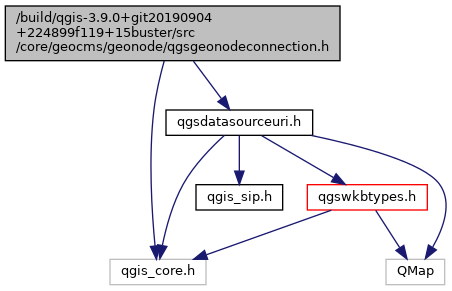 /build/qgis-3.9.0+git20190904
+224899f119+15buster/src
/core/geocms/geonode/qgsgeonodeconnection.h
qgsdatasourceuri.h
qgis_sip.h
qgswkbtypes.h
qgis_core.h
QMap